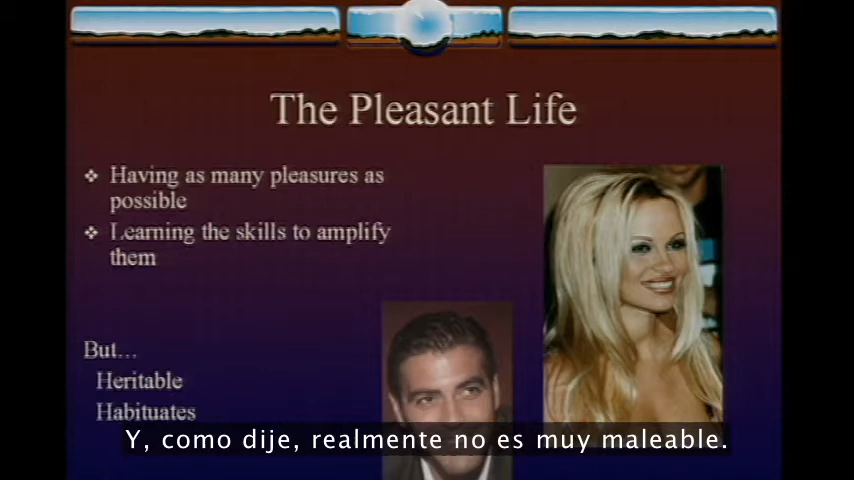 The Pleasant Life
❖ Having as many pleasures as
possible
❖ Learning the skills to amplify
them
But...
Heritable
Habituates
Y, como dije, realmente no es muy maleable.